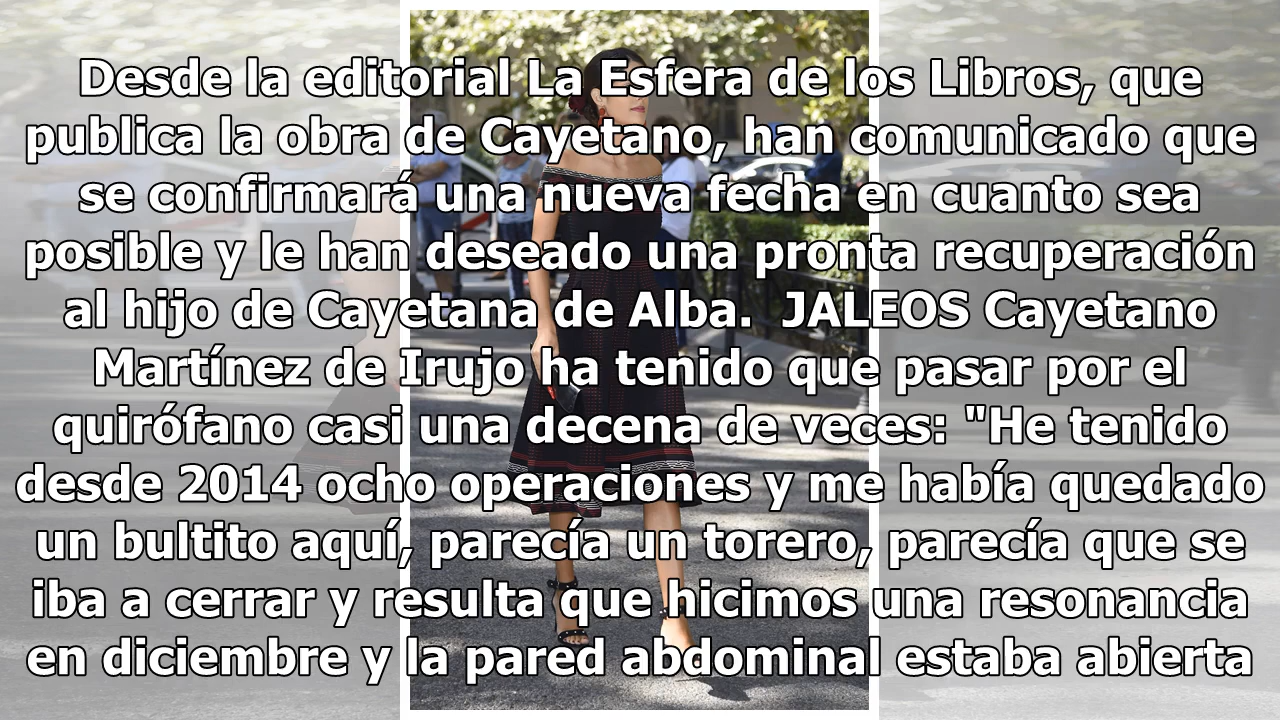 Desde la editorial La Esfera de los Libros, que
publica la obra de Cayetano, han comunicado que
se confirmará una nueva fecha en cuanto sea
posible y le han deseado una pronta recuperación
al hijo de Cayetana de Alba.  JALEOS Cayetano
Martínez de Irujo ha tenido que pasar por el
quirófano casi una decena de veces: "He tenido
desde 2014 ocho operaciones y me había quedado
un bultito aquí, parecía un torero, parecía que se
iba a cerrar y resulta que hicimos una resonancia
en diciembre y la pared abdominal estaba abierta